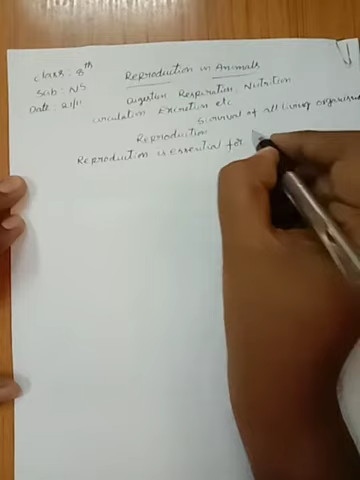 Class : 8th
Sub : NS
Date : 21/11
Reproduction in Animals
Digestion Respiration, Nutrition
Circulation Excretion etc
Survival of all living organisms
Reproduction
Reproduction is essential for